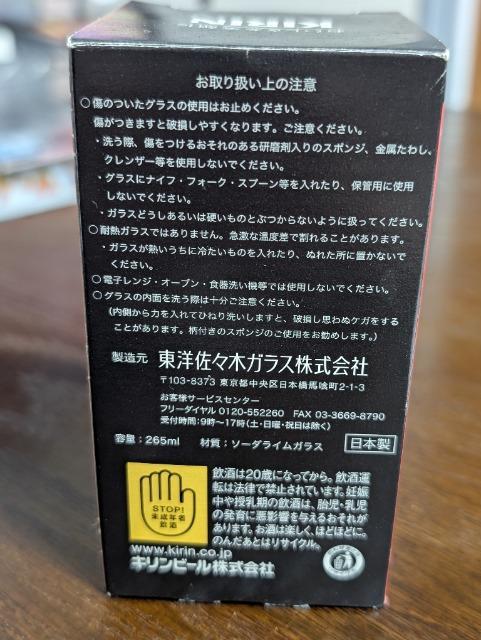 KIRIN
お取り扱い上の注意
○傷のついたグラスの使用はお止めください。
傷がつきますと破損しやすくなります。ご注意ください。
・洗う際、傷をつけるおそれのある研磨剤入りのスポンジ、金属たわし、
クレンザー等を使用しないでください。
・グラスにナイフ・フォーク・スプーン等を入れたり、保管用に使用
しないでください。
・ガラスどうしあるいは硬いものとぶつからないように扱ってください。
○耐熱ガラスではありません。急激な温度差で割れることがあります。
・ガラスが熱いうちに冷たいものを入れたり、ぬれた所に置かないで
ください。
○電子レンジ・オーブン・食器洗い機等では使用しないでください。
○グラスの内面を洗う際は十分ご注意ください。
(内側から力を入れてひねり洗いしますと、破損し思わぬケガをする
ことがあります。柄付きのスポンジのご使用をお勧めします。)
製造元 東洋佐々木ガラス株式会社
〒103-8373 東京都中央区日本橋馬喰町2-1-3
お客様サービスセンター
フリーダイヤル 0120-552260 FAX 03-3669-8790
受付時間:9時〜17時(土・日曜・祝日は除く)
容量:265ml 材質:ソーダライムガラス 日本製
STOP!
未成年者
飲酒
飲酒は20歳になってから。飲酒運
転は法律で禁止されています。妊娠
中や授乳期の飲酒は、胎児・乳児
の発育に悪影響を与えるおそれが
あります。お酒は楽しく、ほどほどに。
のんだあとはリサイクル。
www.kirin.co.jp
キリンビール株式会社